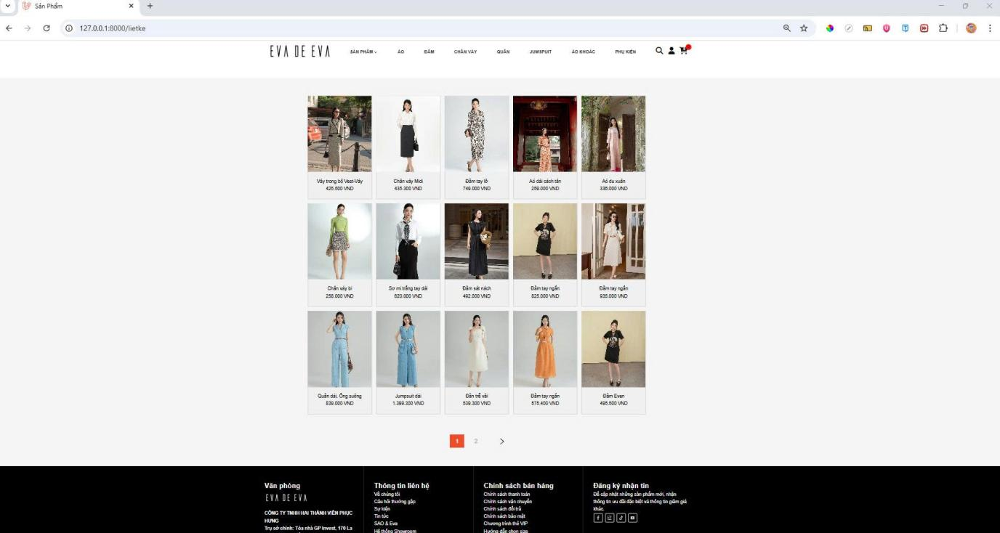 Sản Phẩm
127.0.0.1:8000/lietke
EVA DE EVA
SẢN PHẨM
ÁO
ĐẦM
CHÂN VÁY
QUẦN
JUMSPUIT
ÁO KHOÁC
PHỤ KIỆN
Váy trong bộ Vest-Váy
425.500 VND
Chân váy Midi
435.300 VND
Đầm tay lỡ
749.000 VND
Aó dài cách tân
259.000 VND
Aó du xuân
336.000 VND
Chân váy bi
258.000 VND
Sơ mi trắng tay dài
620.000 VND
Đầm sát nách
492.000 VND
Đầm tay ngắn
825.000 VND
Đầm tay ngắn
935.000 VND
Quần dài, Ống suông
839.000 VND
Jumpsuit dài
1.399.300 VND
Đần trễ vãi
539.300 VND
Đầm tay ngắn
575.400 VND
Đầm Even
495.500 VND
1
2
Văn phòng
EVA DE EVA
CÔNG TY TNHH HAI THÀNH VIÊN PHỤC
HƯNG
Trụ sở chính: Tòa nhà GP Invest, 170 La
Thông tin liên hệ
Về chúng tôi
Câu hỏi thường gặp
Sự kiện
Tin tức
SAO & Eva
Hệ thống Showroom
Chính sách bán hàng
Chính sách thanh toán
Chính sách vận chuyển
Chính sách đổi trả
Chính sách bảo mật
Chương trình thẻ VIP
Hướng dẫn chọn size
Đăng ký nhận tin
Để cập nhật những sản phẩm mới, nhận
thông tin ưu đãi đặc biệt và thông tin giảm giá
khác.